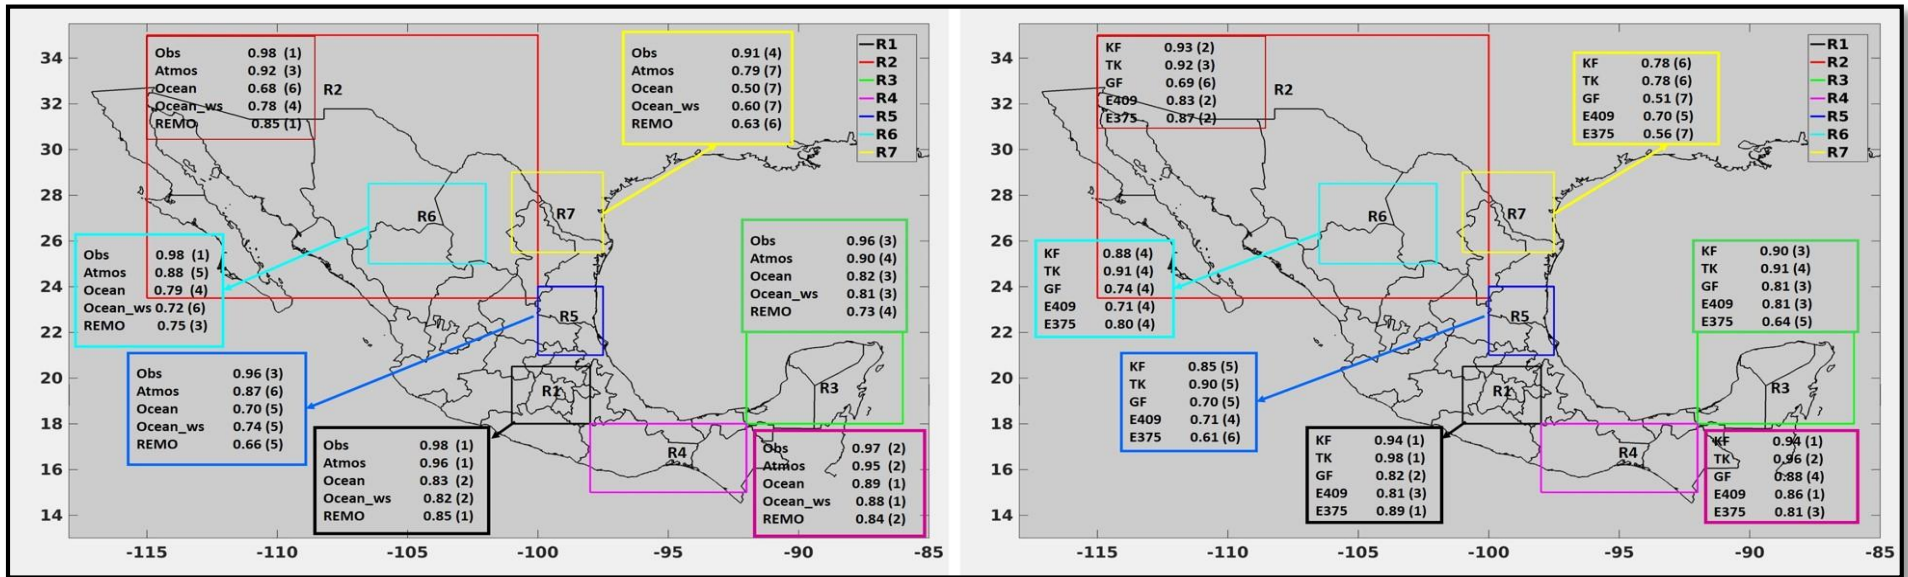 34
32
30
28
26
24
22
20
18
16
14
-115
-110
-105
-100
-95
-90
-85
R1
R2
R3
R4
R5
R6
R7
Obs 0.98 (1)
Atmos 0.92 (3)
Ocean 0.68 (6)
Ocean_ws 0.78 (4)
REMO 0.85 (1)
R2
Obs 0.91 (4)
Atmos 0.79 (7)
Ocean 0.50 (7)
Ocean_ws 0.60 (7)
REMO 0.63 (6)
R6
R7
Obs 0.98 (1)
Atmos 0.88 (5)
Ocean 0.79 (4)
Ocean_ws 0.72 (6)
REMO 0.75 (3)
Obs 0.96 (3)
Atmos 0.90 (4)
Ocean 0.82 (3)
Ocean_ws 0.81 (3)
REMO 0.73 (4)
R5
Obs 0.96 (3)
Atmos 0.87 (6)
Ocean 0.70 (5)
Ocean_ws 0.74 (5)
REMO 0.66 (5)
R1
R3
R4
Obs 0.98 (1)
Atmos 0.96 (1)
Ocean 0.83 (2)
Ocean_ws 0.82 (2)
REMO 0.85 (1)
Obs 0.97 (2)
Atmos 0.95 (2)
Ocean 0.89 (1)
Ocean_ws 0.88 (1)
REMO 0.84 (2)
34
32
30
28
26
24
22
20
18
16
14
-115
-110
-105
-100
-95
-90
-85
R1
R2
R3
R4
R5
R6
R7
KF 0.93 (2)
TK 0.92 (3)
GF 0.69 (6)
E409 0.83 (2)
E375 0.87 (2)
R2
KF 0.78 (6)
TK 0.78 (6)
GF 0.51 (7)
E409 0.70 (5)
E375 0.56 (7)
R6
R7
KF 0.88 (4)
TK 0.91 (4)
GF 0.74 (4)
E409 0.71 (4)
E375 0.80 (4)
KF 0.90 (3)
TK 0.91 (4)
GF 0.81 (3)
E409 0.81 (3)
E375 0.64 (5)
R5
KF 0.85 (5)
TK 0.90 (5)
GF 0.70 (5)
E409 0.71 (4)
E375 0.61 (6)
R1
R3
R4
KF 0.94 (1)
TK 0.98 (1)
GF 0.82 (2)
E409 0.81 (3)
E375 0.89 (1)
KF 0.94 (1)
TK 0.96 (2)
GF 0.88 (4)
E409 0.86 (1)
E375 0.81 (3)